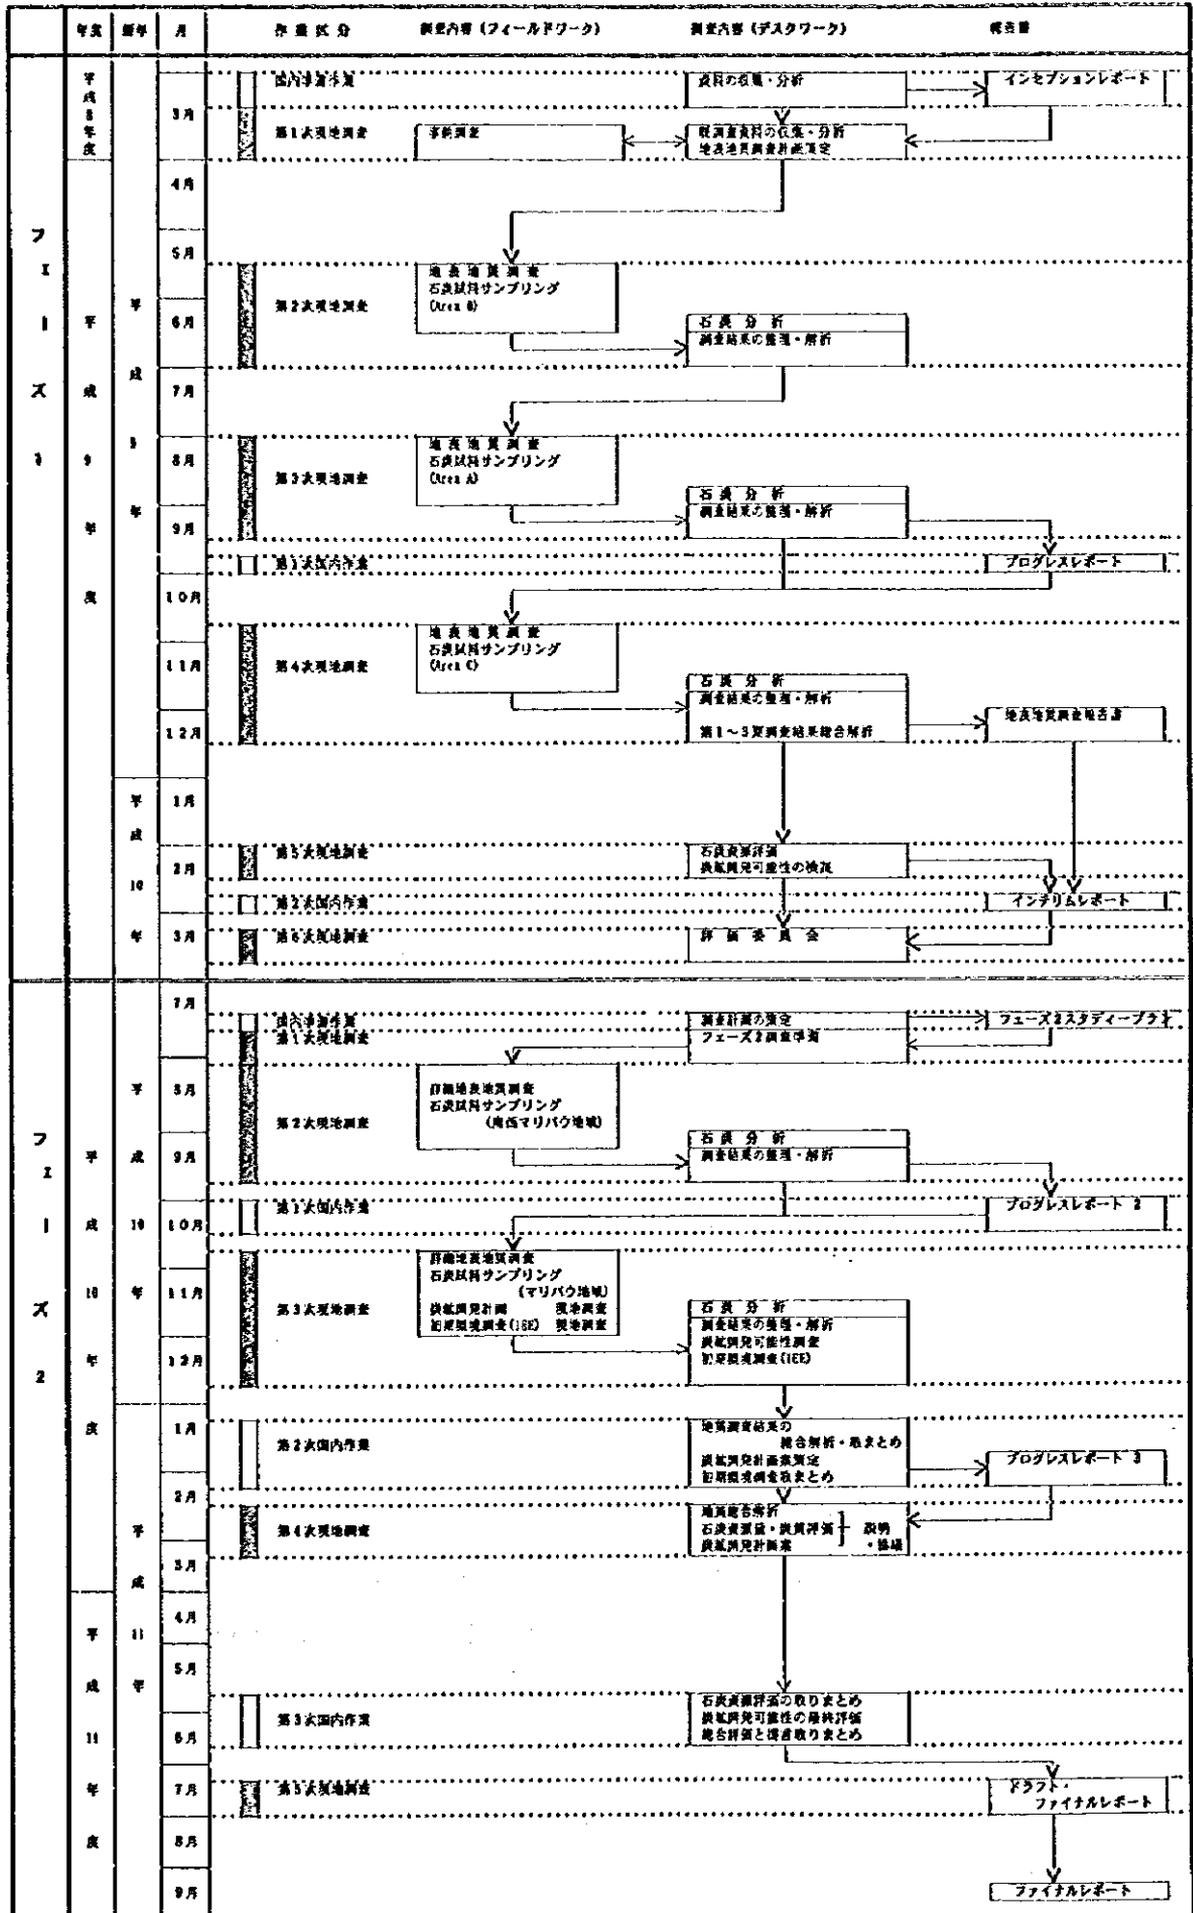 年度 暦年 月 作業区分 調査内容(フィールドワーク) 調査内容(デスクワーク) 報告書
フェーズ 1
平成8年度
平成9年度
平成9年
平成10年
3月
4月
5月
6月
7月
8月
9月
10月
11月
12月
1月
2月
3月
国内準備作業
資料の収集・分析
インセプションレポート
第1次現地調査
事前調査
既調査資料の収集・分析
地表地質調査計画策定
第2次現地調査
地表地質調査
石炭試料サンプリング
(Area B)
石炭分析
調査結果の整理・解析
第3次現地調査
地表地質調査
石炭試料サンプリング
(Area A)
石炭分析
調査結果の整理・解析
第1次国内作業
プログレスレポート
第4次現地調査
地表地質調査
石炭試料サンプリング
(Area C)
石炭分析
調査結果の整理・解析
第1~3次調査結果総合解析
地表地質調査報告書
第5次現地調査
石炭資源評価
炭鉱開発可能性の検討
第2次国内作業
インテリムレポート
第6次現地調査
評価委員会
フェーズ 2
平成10年度
平成11年度
平成10年
平成11年
7月
8月
9月
10月
11月
12月
1月
2月
3月
4月
5月
6月
7月
8月
9月
国内準備作業
調査計画の策定
フェーズ2スタディープラン
第1次現地調査
フェーズ2調査準備
第2次現地調査
詳細地表地質調査
石炭試料サンプリング
(南西マリバウ地域)
石炭分析
調査結果の整理・解析
第1次国内作業
プログレスレポート 2
第3次現地調査
詳細地表地質調査
石炭試料サンプリング
(マリバウ地域)
炭鉱開発計画 現地調査
初期環境調査(IEE) 現地調査
石炭分析
調査結果の整理・解析
炭鉱開発可能性調査
初期環境調査(IEE)
第2次国内作業
地質調査結果の
総合解析・取まとめ
炭鉱開発計画案策定
初期環境調査取まとめ
プログレスレポート 3
第4次現地調査
地質総合解析
石炭資源量・炭質評価
炭鉱開発計画案
説明
・協議
第3次国内作業
石炭資源評価の取りまとめ
炭鉱開発可能性の最終評価
総合評価と提言取りまとめ
第5次現地調査
ドラフト・
ファイナルレポート
ファイナルレポート